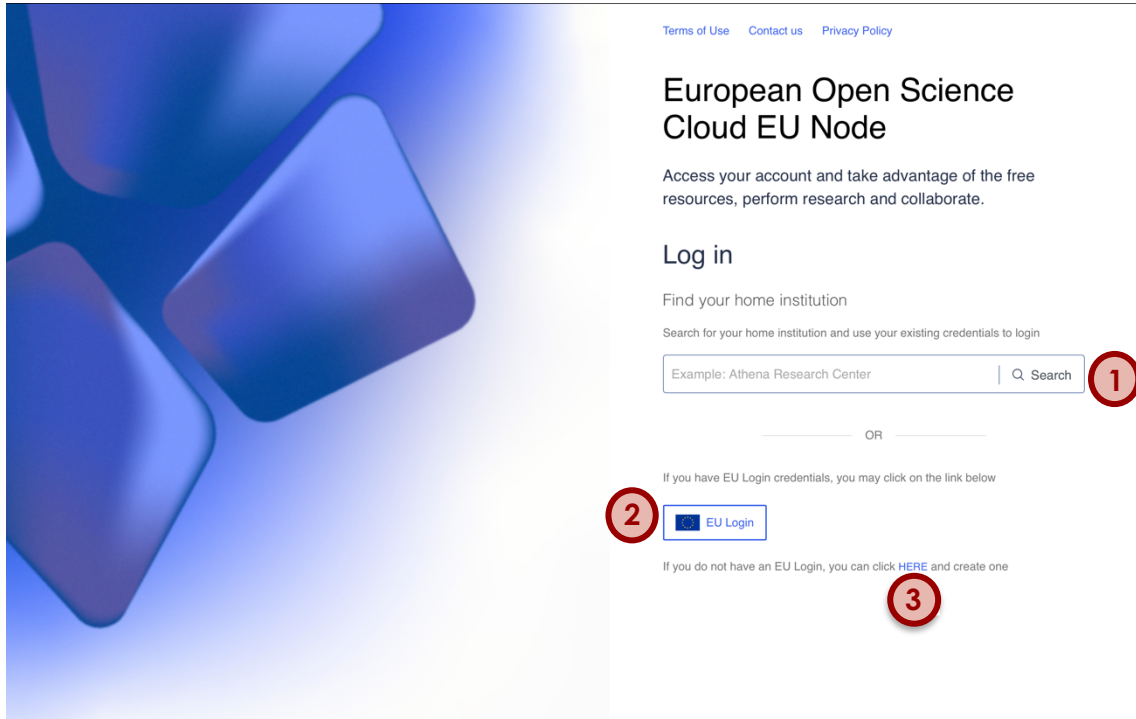 Terms of Use Contact us Privacy Policy
European Open Science
Cloud EU Node
Access your account and take advantage of the free
resources, perform research and collaborate.
Log in
Find your home institution
Search for your home institution and use your existing credentials to login
Example: Athena Research Center Search
1
OR
If you have EU Login credentials, you may click on the link below
2
EU Login
If you do not have an EU Login, you can click HERE and create one
3